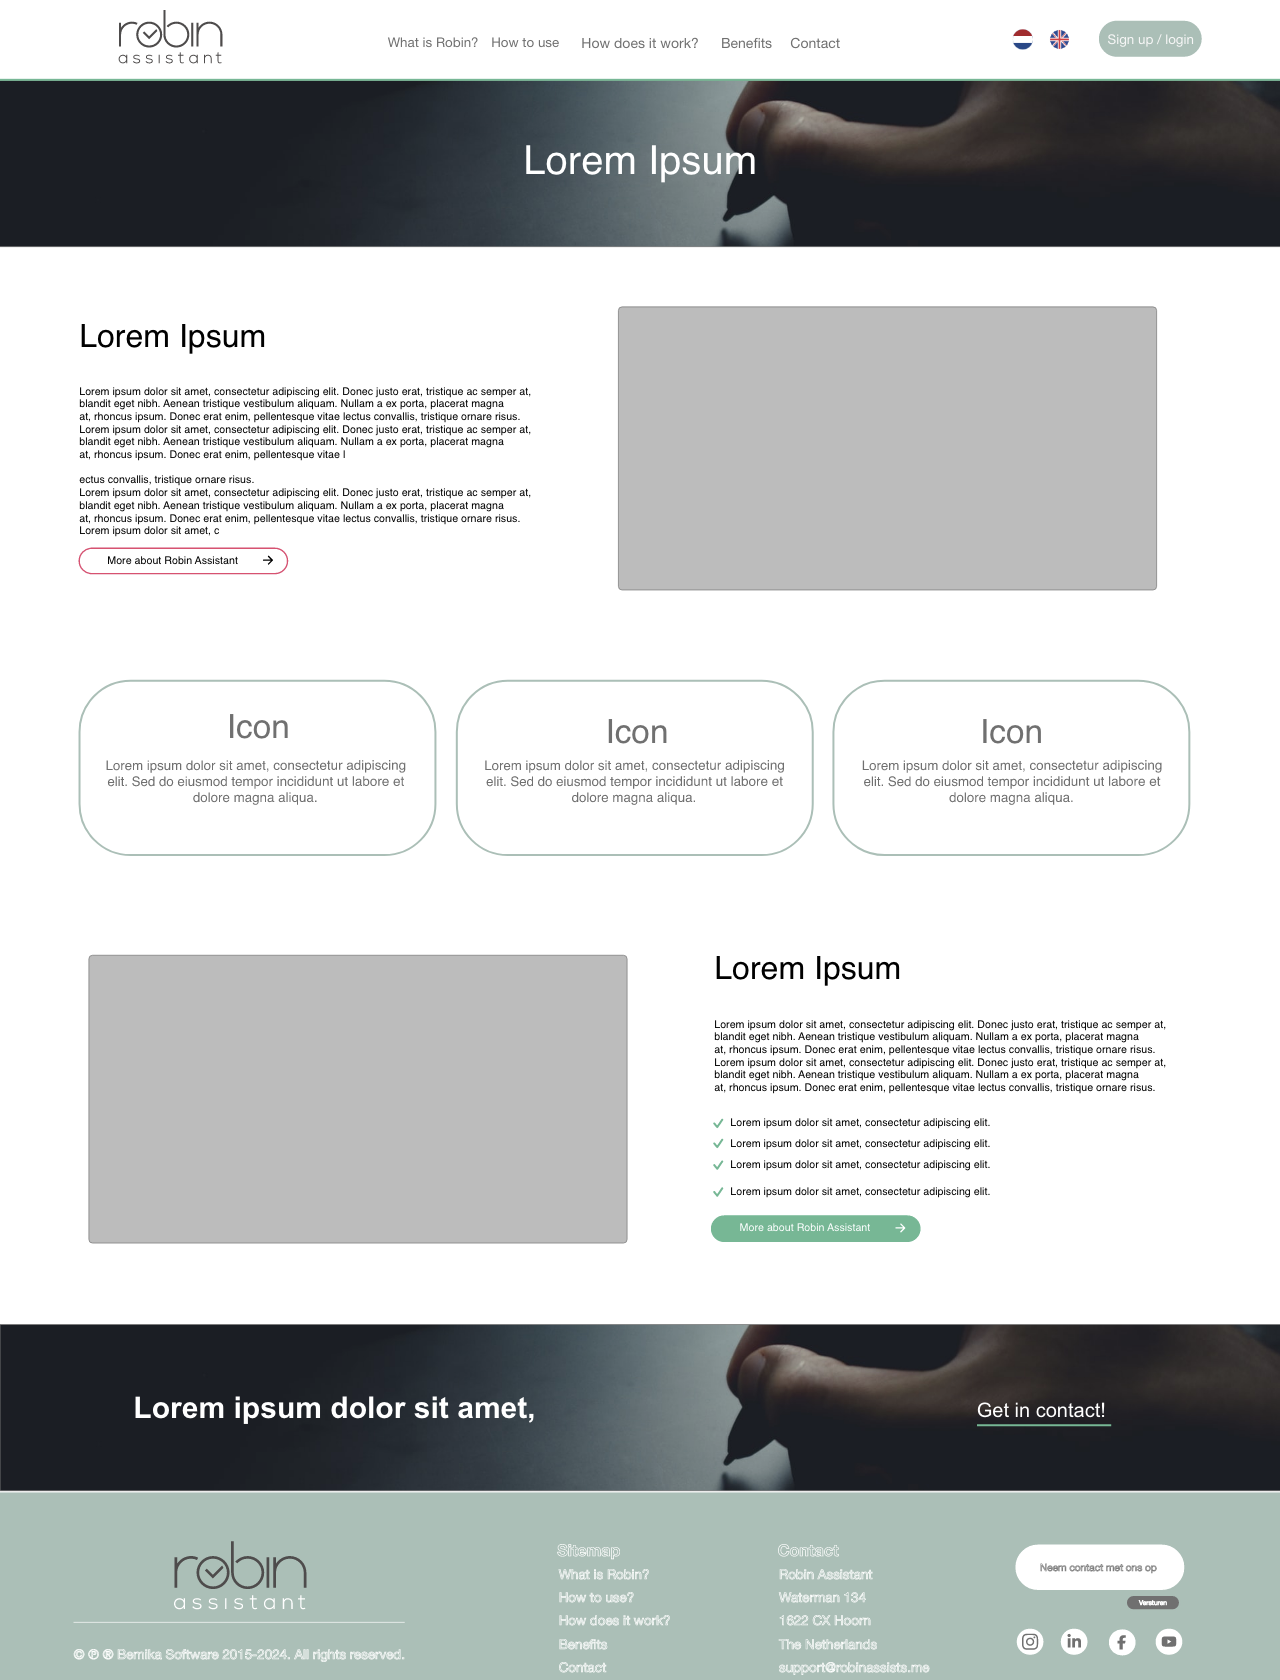 robin
assistant
What is Robin?
How to use
How does it work?
Benefits
Contact
Sign up / login
Lorem Ipsum
Lorem Ipsum
Lorem ipsum dolor sit amet, consectetur adipiscing elit. Donec justo erat, tristique ac semper at,
blandit eget nibh. Aenean tristique vestibulum aliquam. Nullam a ex porta, placerat magna
at, rhoncus ipsum. Donec erat enim, pellentesque vitae lectus convallis, tristique ornare risus.
Lorem ipsum dolor sit amet, consectetur adipiscing elit. Donec justo erat, tristique ac semper at,
blandit eget nibh. Aenean tristique vestibulum aliquam. Nullam a ex porta, placerat magna
at, rhoncus ipsum. Donec erat enim, pellentesque vitae l
ectus convallis, tristique ornare risus.
Lorem ipsum dolor sit amet, consectetur adipiscing elit. Donec justo erat, tristique ac semper at,
blandit eget nibh. Aenean tristique vestibulum aliquam. Nullam a ex porta, placerat magna
at, rhoncus ipsum. Donec erat enim, pellentesque vitae lectus convallis, tristique ornare risus.
Lorem ipsum dolor sit amet, c
More about Robin Assistant
Icon
Lorem ipsum dolor sit amet, consectetur adipiscing
elit. Sed do eiusmod tempor incididunt ut labore et
dolore magna aliqua.
Icon
Lorem ipsum dolor sit amet, consectetur adipiscing
elit. Sed do eiusmod tempor incididunt ut labore et
dolore magna aliqua.
Icon
Lorem ipsum dolor sit amet, consectetur adipiscing
elit. Sed do eiusmod tempor incididunt ut labore et
dolore magna aliqua.
Lorem Ipsum
Lorem ipsum dolor sit amet, consectetur adipiscing elit. Donec justo erat, tristique ac semper at,
blandit eget nibh. Aenean tristique vestibulum aliquam. Nullam a ex porta, placerat magna
at, rhoncus ipsum. Donec erat enim, pellentesque vitae lectus convallis, tristique ornare risus.
Lorem ipsum dolor sit amet, consectetur adipiscing elit. Donec justo erat, tristique ac semper at,
blandit eget nibh. Aenean tristique vestibulum aliquam. Nullam a ex porta, placerat magna
at, rhoncus ipsum. Donec erat enim, pellentesque vitae lectus convallis, tristique ornare risus.
Lorem ipsum dolor sit amet, consectetur adipiscing elit.
Lorem ipsum dolor sit amet, consectetur adipiscing elit.
Lorem ipsum dolor sit amet, consectetur adipiscing elit.
Lorem ipsum dolor sit amet, consectetur adipiscing elit.
More about Robin Assistant
Lorem ipsum dolor sit amet,
Get in contact!
robin
assistant
© ℗ ® Bemika Software 2015-2024. All rights reserved.
Sitemap
What is Robin?
How to use?
How does it work?
Benefits
Contact
Contact
Robin Assistant
Waterman 134
1622 CX Hoorn
The Netherlands
support@robinassists.me
Neem contact met ons op
Versturen